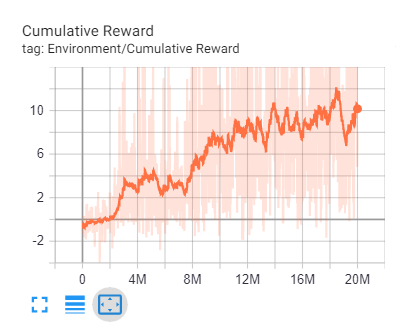 Cumulative Reward
tag: Environment/Cumulative Reward
10
6
2
-2
0 4M 8M 12M 16M 20M